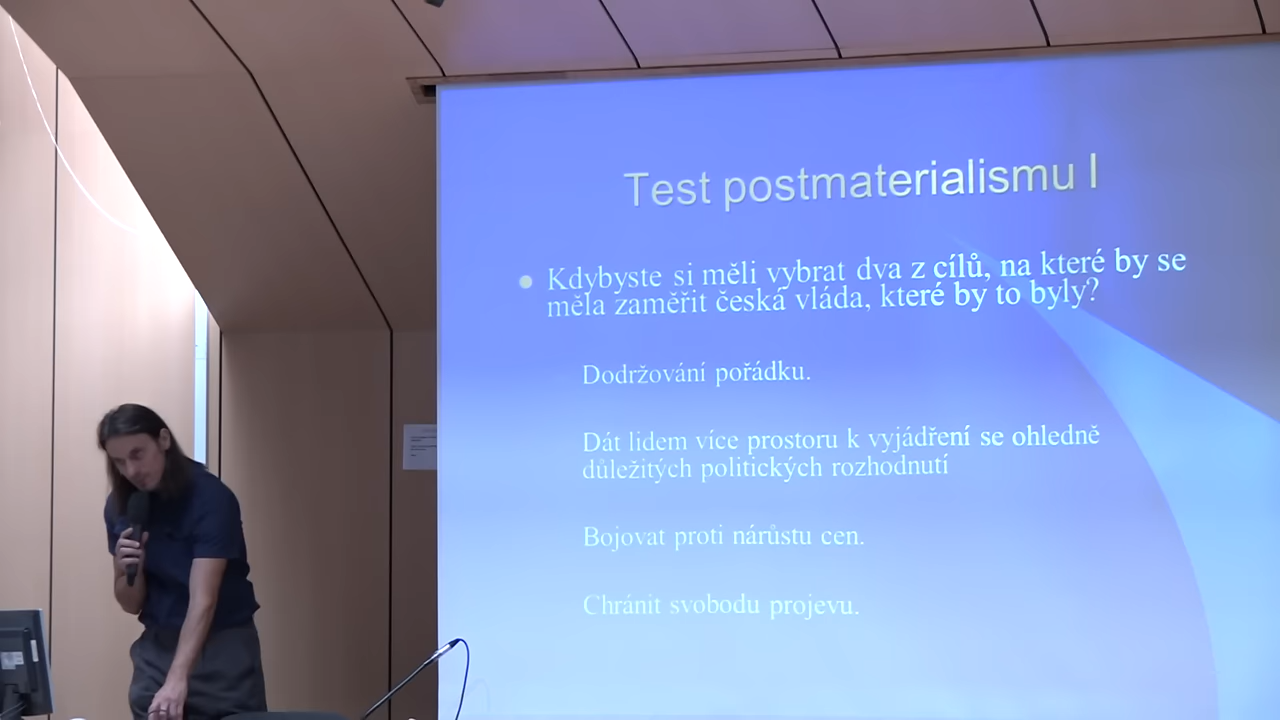 Test postmaterialismu I
Kdybyste si měli vybrat dva z cílů, na které by se
měla zaměřit česká vláda, které by to byly?
Dodržování pořádku.
Dát lidem více prostoru k vyjádření se ohledně
důležitých politických rozhodnutí
Bojovat proti nárůstu cen.
Chránit svobodu projevu.